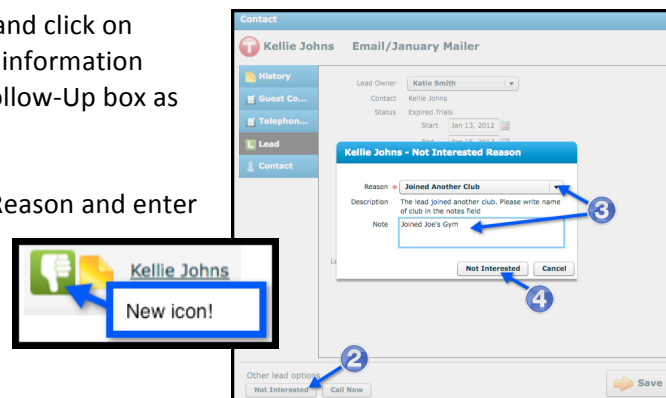 and click on
information
ollow-Up box as
Reason and enter
Kellie Johns
New icon!
Contact
T Kellie Johns Email/January Mailer
History
Guest Co...
Telephon...
L Lead
Contact
Lead Owner Katie Smith
Contact Kellie Johns
Status Expired Trials
Start Jan 13, 2012
Kellie Johns - Not Interested Reason
Reason * Joined Another Club
Description The lead joined another club. Please write name
of club in the notes field
Note Joined Joe's Gym
3
Not Interested Cancel
4
2
Other lead options
Not Interested Call Now
Save